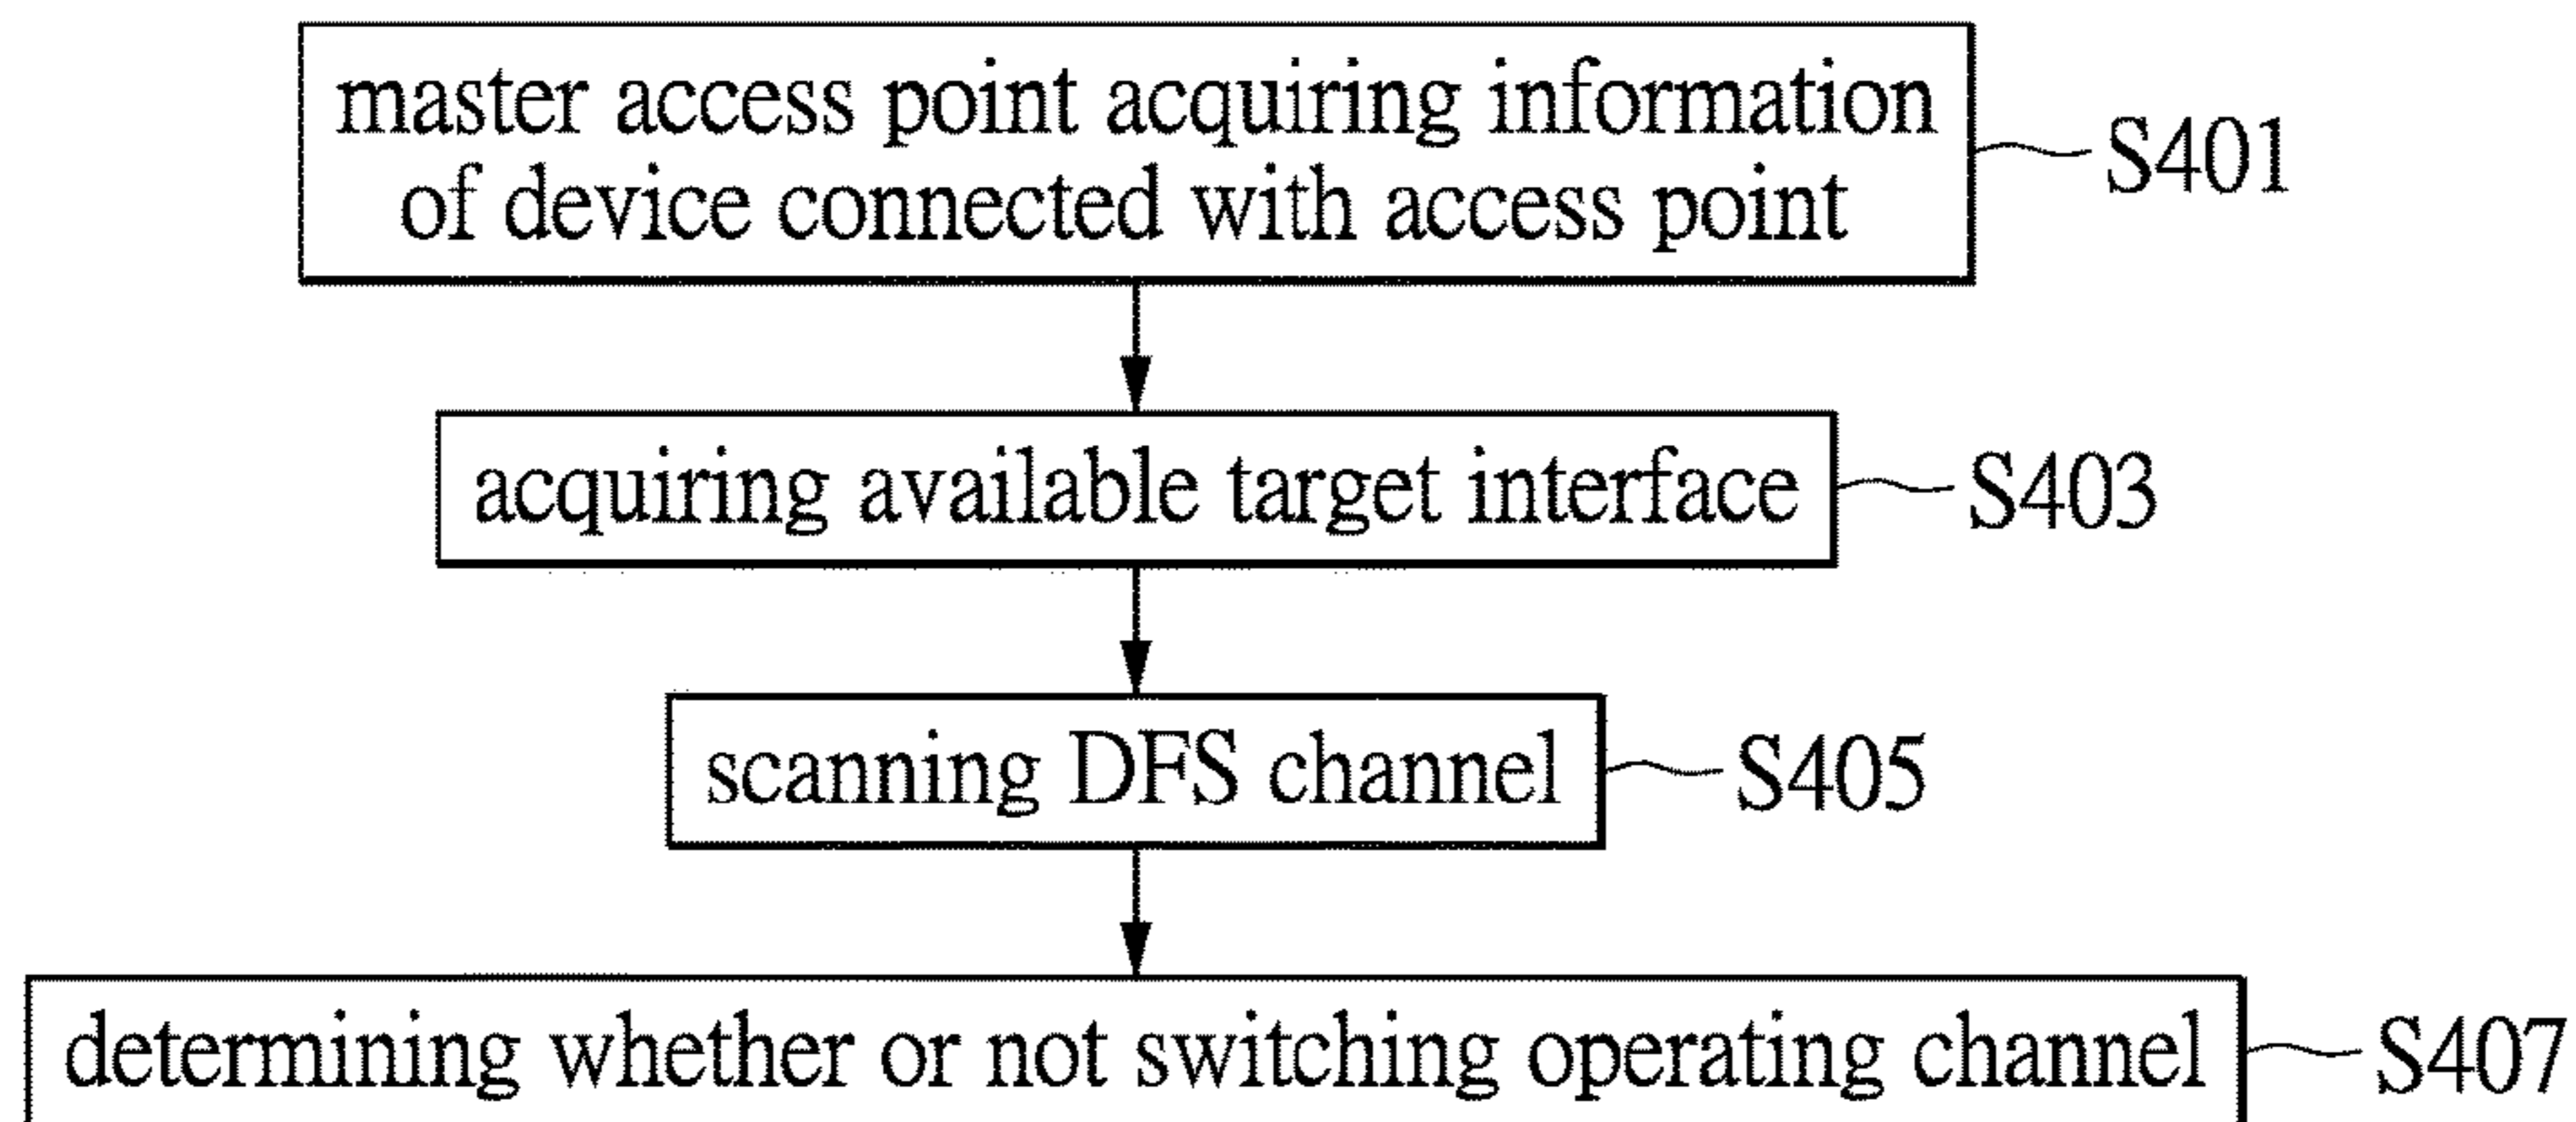 master access point acquiring information
of device connected with access point
S401
acquiring available target interface
S403
scanning DFS channel
S405
determining whether or not switching operating channel
S407